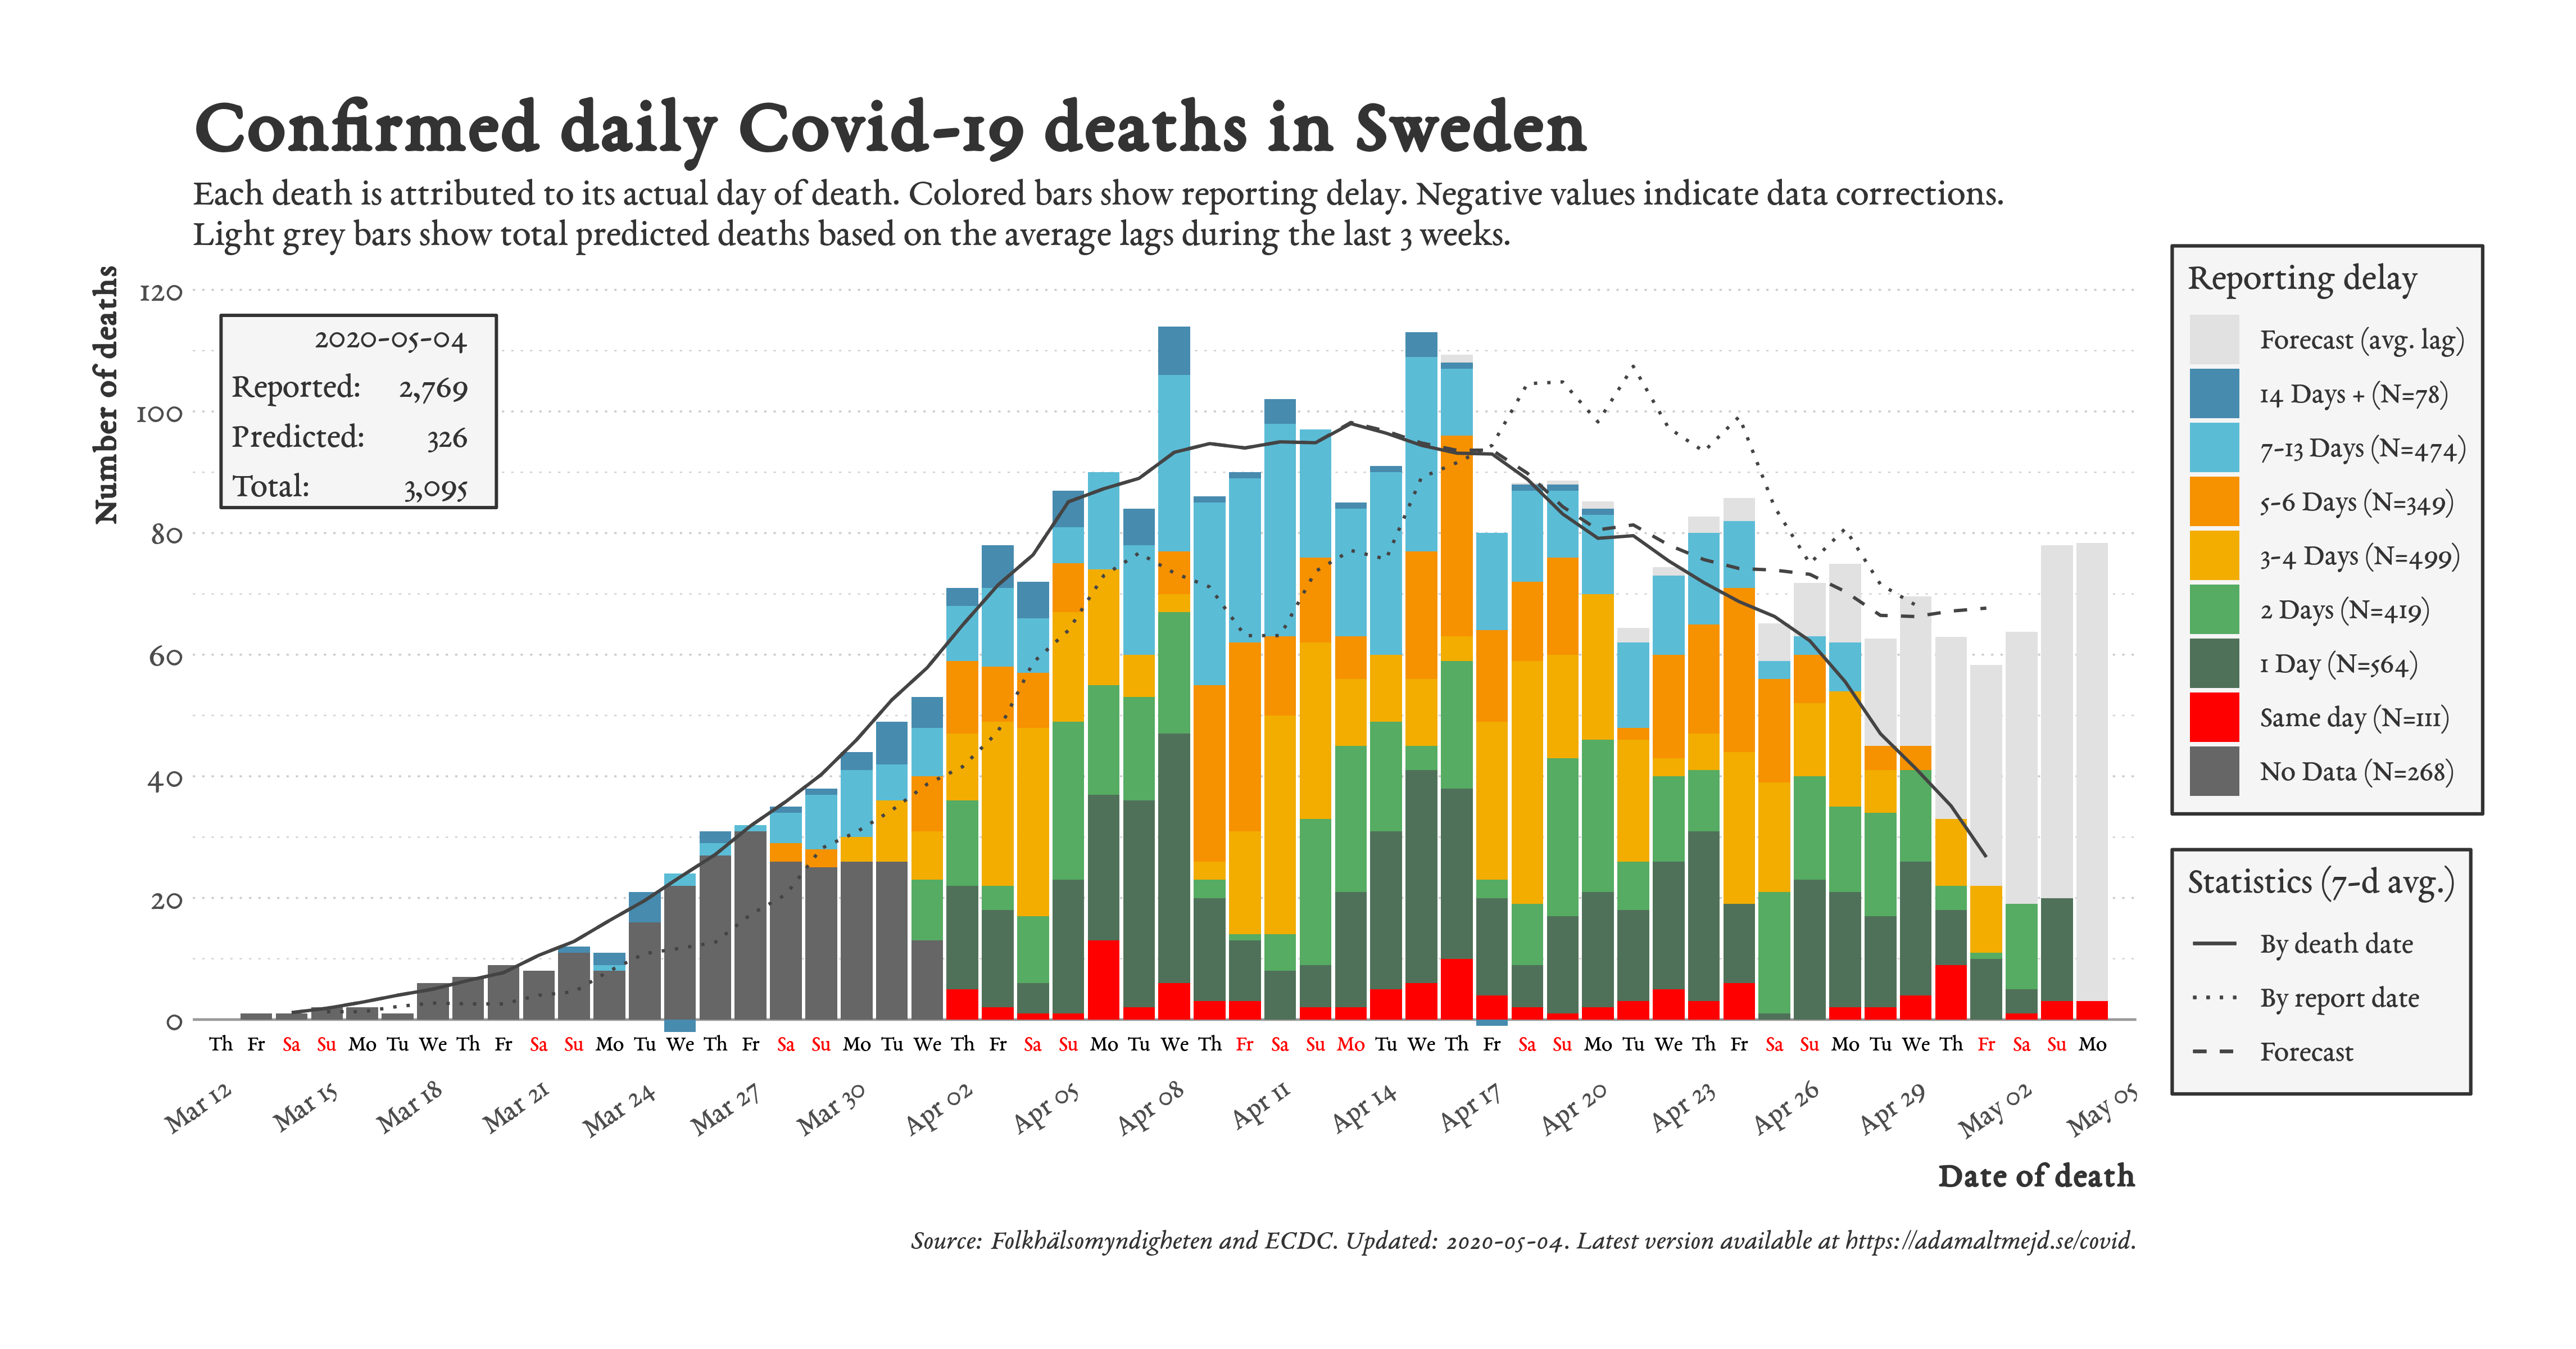 Confirmed daily Covid-19 deaths in Sweden
Each death is attributed to its actual day of death. Colored bars show reporting delay. Negative values indicate data corrections.
Light grey bars show total predicted deaths based on the average lags during the last 3 weeks.
Number of deaths
120
100
80
60
40
20
0
2020-05-04
Reported: 2,769
Predicted: 326
Total: 3,095
Th Fr Sa Su Mo Tu We Th Fr Sa Su Mo Tu We Th Fr Sa Su Mo Tu We Th Fr Sa Su Mo Tu We Th Fr Sa Su Mo Tu We Th Fr Sa Su Mo Tu We Th Fr Sa Su Mo Tu We Th Fr Sa Su Mo
Mar 12 Mar 15 Mar 18 Mar 21 Mar 24 Mar 27 Mar 30 Apr 02 Apr 05 Apr 08 Apr 11 Apr 14 Apr 17 Apr 20 Apr 23 Apr 26 Apr 29 May 02 May 05
Date of death
Reporting delay
Forecast (avg. lag)
14 Days + (N=78)
7-13 Days (N=474)
5-6 Days (N=349)
3-4 Days (N=499)
2 Days (N=419)
1 Day (N=564)
Same day (N=111)
No Data (N=268)
Statistics (7-d avg.)
By death date
By report date
Forecast
Source: Folkhälsomyndigheten and ECDC. Updated: 2020-05-04. Latest version available at https://adamaltmejd.se/covid.